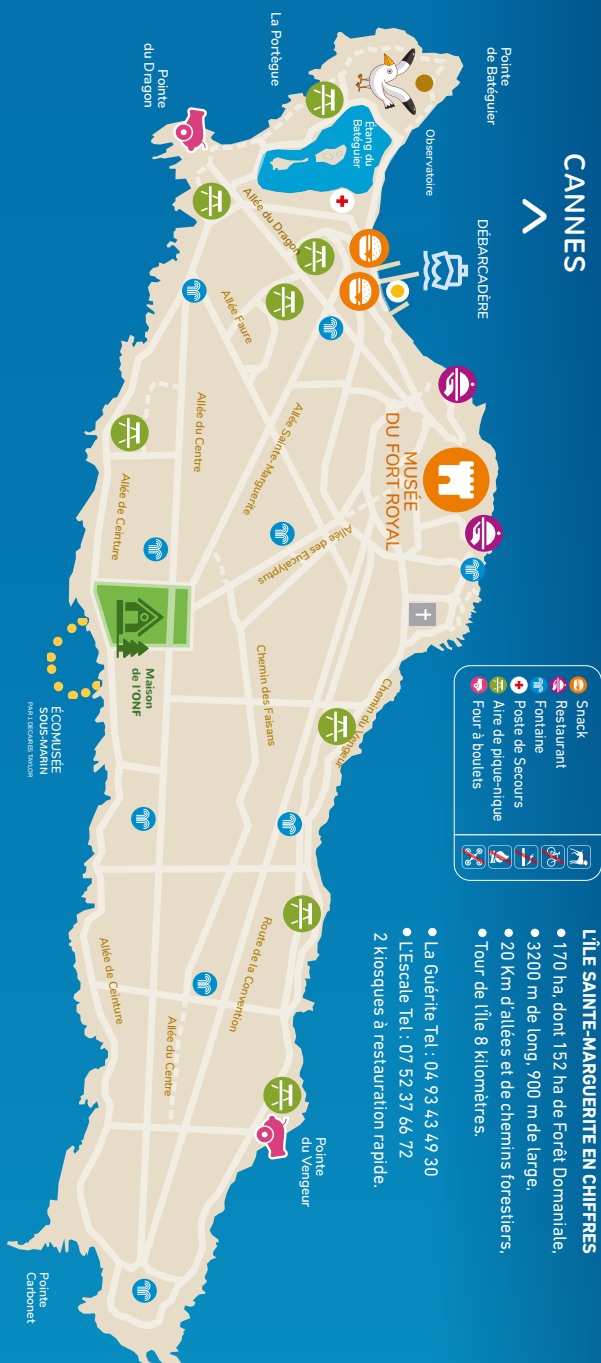 CANNES
Pointe
de Batéguier
Observatoire
DÉBARCADÈRE
La Portègue
Étang du
Batéguier
Pointe
du Dragon
Allée du Dragon
Allée Faure
Allée du Centre
Allée Sainte-Marguerite
Allée de Ceinture
MUSÉE
DU FORT ROYAL
Allée des Eucalyptus
Chemin des Faisans
Chemin du Vengeur
Maison
de l'ONF
ÉCOMUSÉE
SOUS-MARIN
PAR J. DECAIRES TAYLOR
Route de la Convention
Allée du Centre
Allée de Ceinture
Pointe
du Vengeur
Pointe
Carbonet
Snack
Restaurant
Fontaine
Poste de Secours
Aire de pique-nique
Four à boulets
L'ÎLE SAINTE-MARGUERITE EN CHIFFRES
• 170 ha, dont 152 ha de Forêt Domaniale,
• 3200 m de long, 900 m de large,
• 20 Km d'allées et de chemins forestiers,
• Tour de l'Île 8 kilomètres.
• La Guérite Tel : 04 93 43 49 30
• L'Escale Tel : 07 52 37 66 72
2 kiosques à restauration rapide.